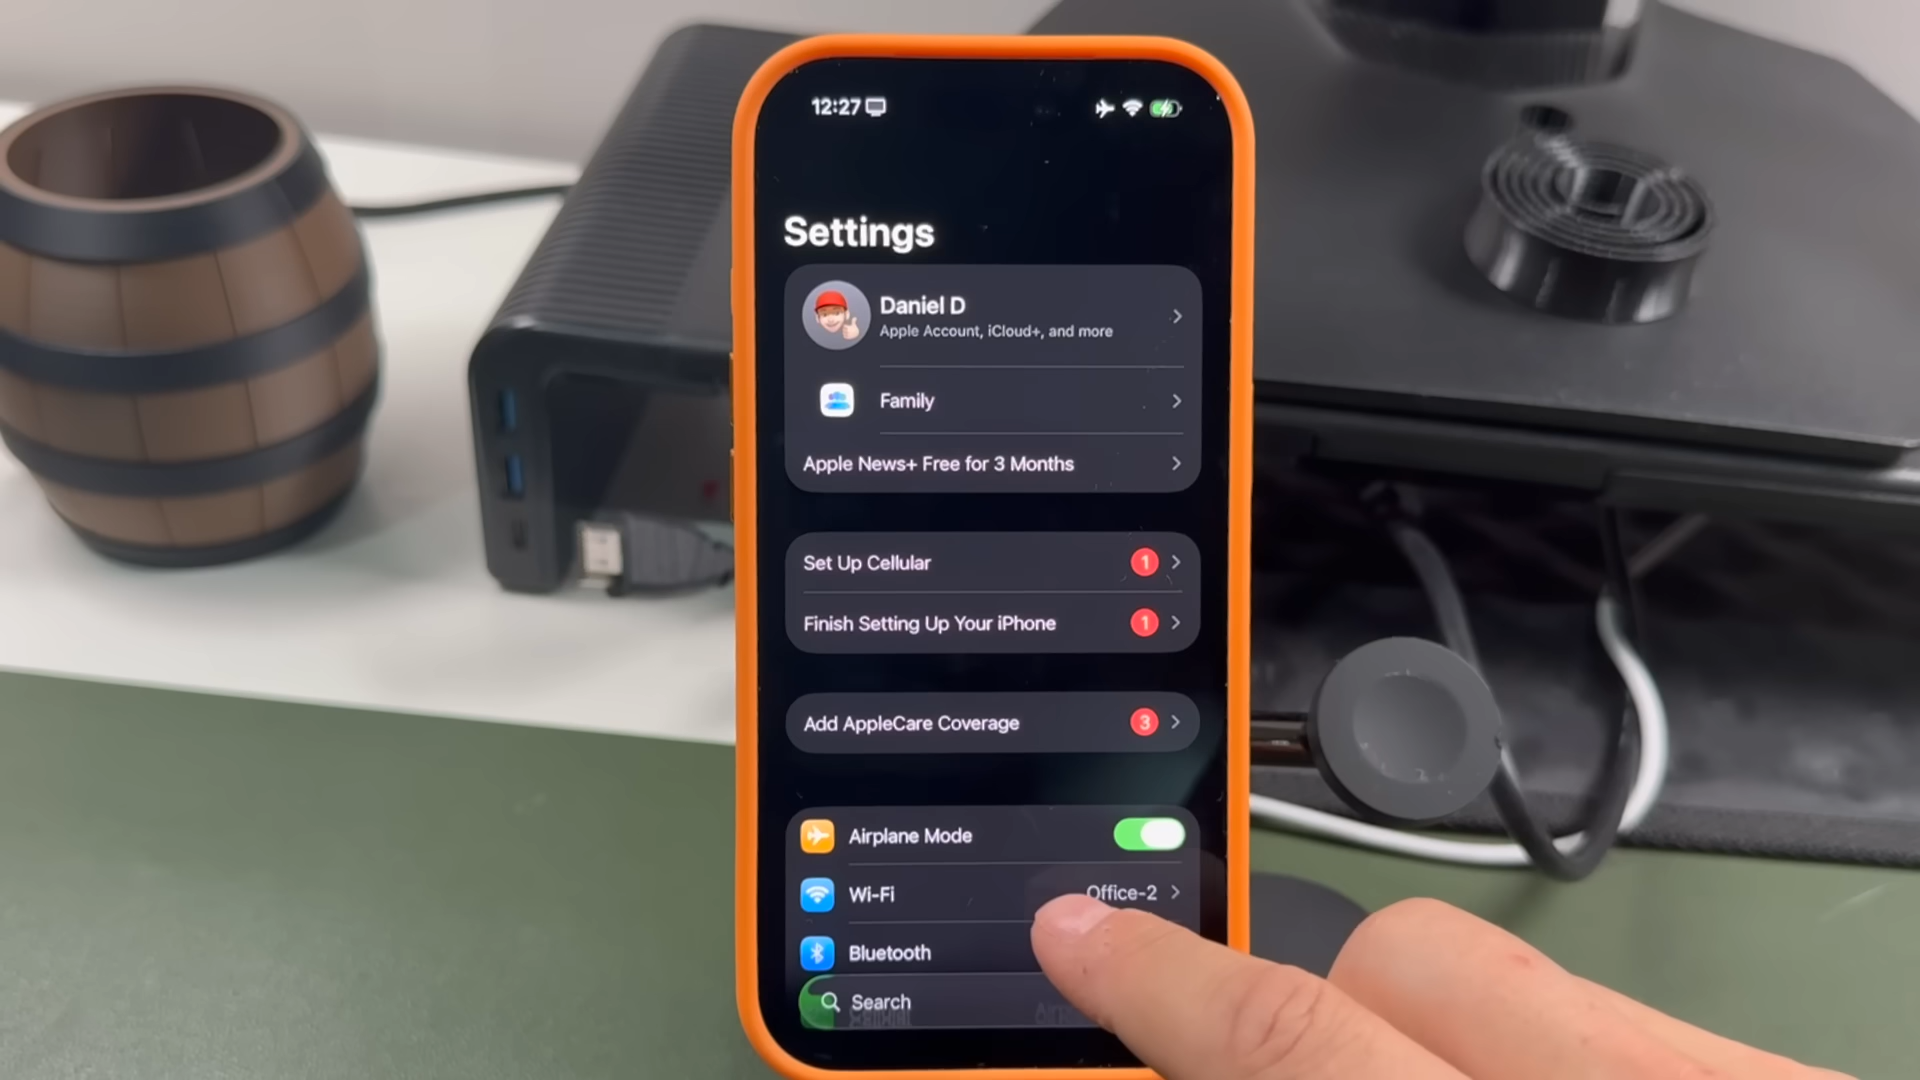 12:27
Settings
Daniel D
Apple Account, iCloud+, and more
Family
Apple News+ Free for 3 Months
Set Up Cellular 1
Finish Setting Up Your iPhone 1
Add AppleCare Coverage 3
Airplane Mode
Wi-Fi Office-2
Bluetooth
Search